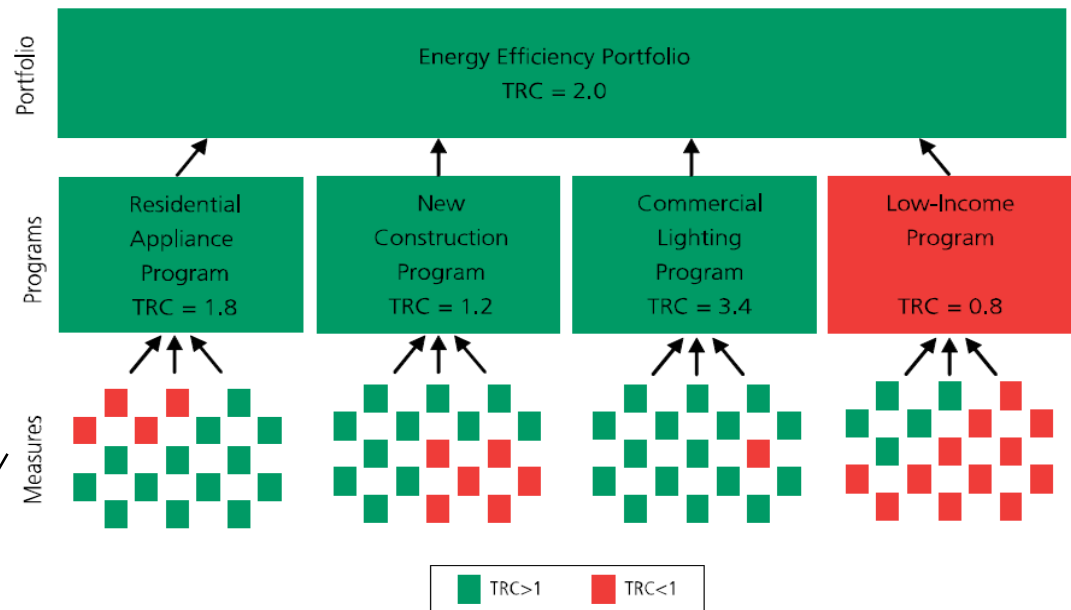 Portfolio
Energy Efficiency Portfolio
TRC = 2.0
Programs
Residential
Appliance
Program
TRC = 1.8
New
Construction
Program
TRC = 1.2
Commercial
Lighting
Program
TRC = 3.4
Low-Income
Program
TRC = 0.8
Measures
TRC>1
TRC<1